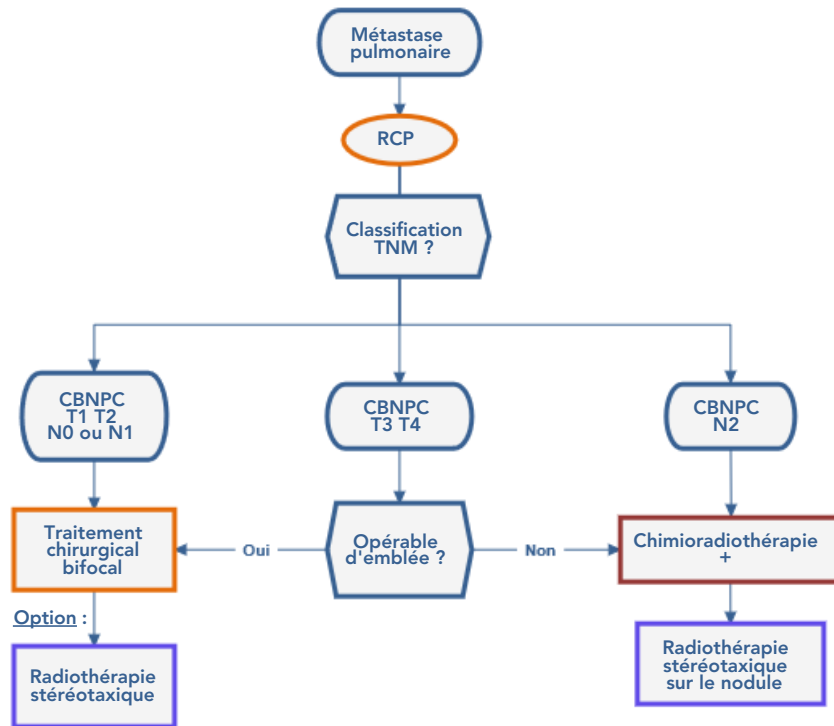 Métastase
pulmonaire
RCP
Classification
TNM ?
CBNPC
T1 T2
N0 ou N1
CBNPC
T3 T4
CBNPC
N2
Traitement
chirurgical
bifocal
Oui
Opérable
d'emblée ?
Non
Chimioradiothérapie
+
Option :
Radiothérapie
stéréotaxique
Radiothérapie
stéréotaxique
sur le nodule